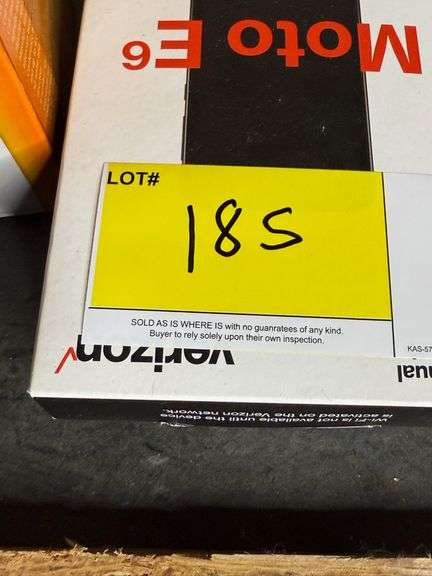 Moto E6
LOT#
185
SOLD AS IS WHERE IS with no guanratees of any kind.
Buyer to rely solely upon their own inspection.
KAS-57
verizon
nual
Wi-Fi is not available until the device
is activated on the Verizon network.